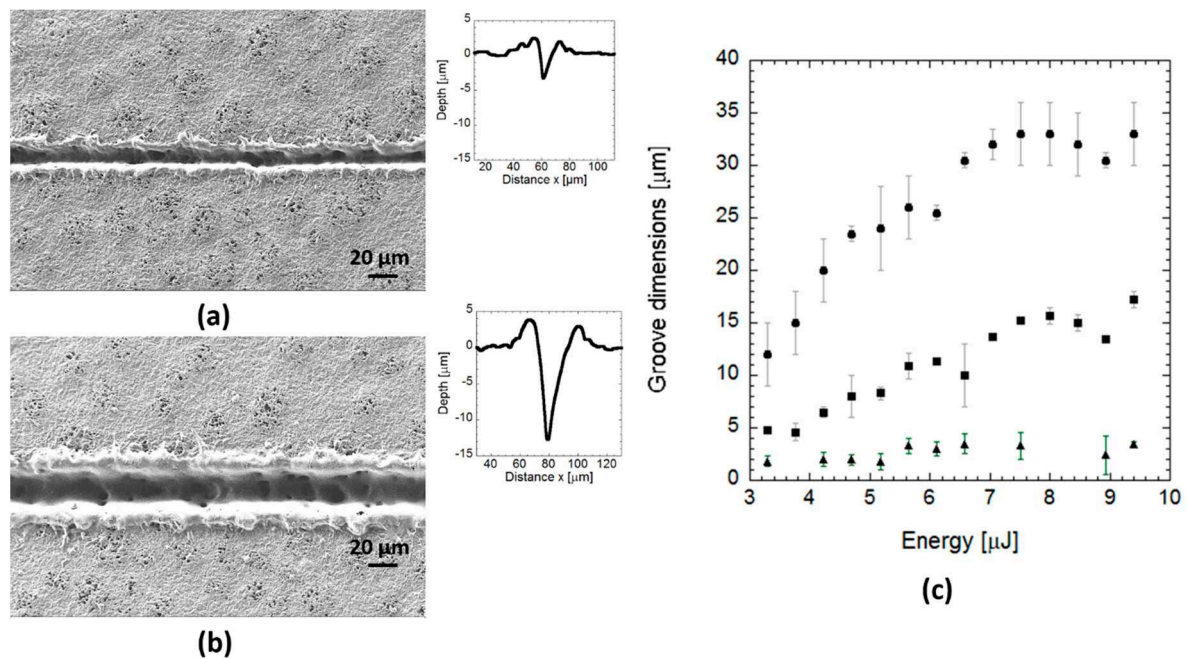 5
0
-5
-10
-15
Depth [μm]
20 40 60 80 100
Distance x [μm]
20 μm
(a)
5
0
-5
-10
-15
Depth [μm]
40 60 80 100 120
Distance x [μm]
20 μm
(b)
40
35
30
25
20
15
10
5
0
Groove dimensions [μm]
3 4 5 6 7 8 9 10
Energy [μJ]
(c)